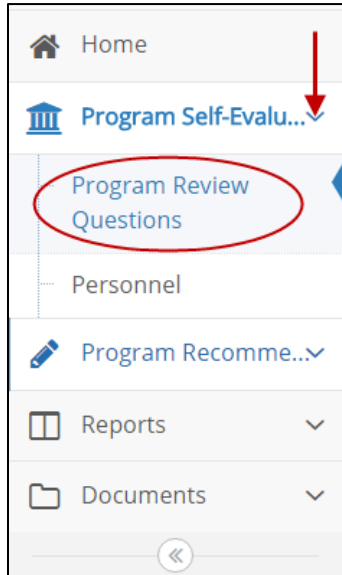 Home
Program Self-Evalu...
Program Review
Questions
Personnel
Program Recomme...
Reports
Documents